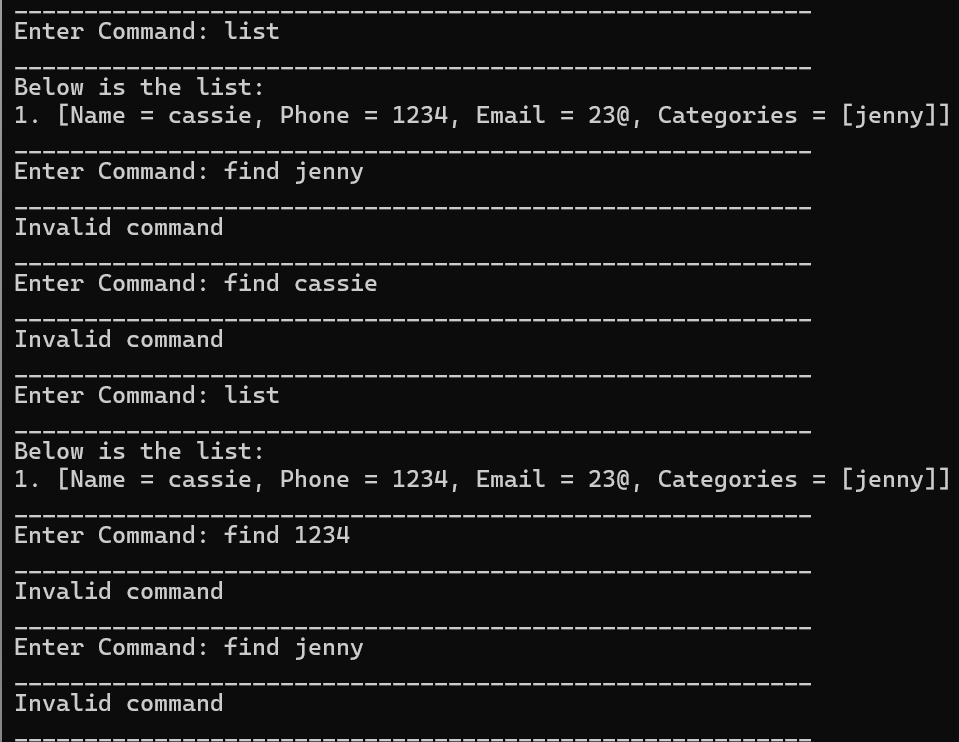 ____________________________________________________________
Enter Command: list
____________________________________________________________
Below is the list:
1. [Name = cassie, Phone = 1234, Email = 23@, Categories = [jenny]]
____________________________________________________________
Enter Command: find jenny
____________________________________________________________
Invalid command
____________________________________________________________
Enter Command: find cassie
____________________________________________________________
Invalid command
____________________________________________________________
Enter Command: list
____________________________________________________________
Below is the list:
1. [Name = cassie, Phone = 1234, Email = 23@, Categories = [jenny]]
____________________________________________________________
Enter Command: find 1234
____________________________________________________________
Invalid command
____________________________________________________________
Enter Command: find jenny
____________________________________________________________
Invalid command
____________________________________________________________